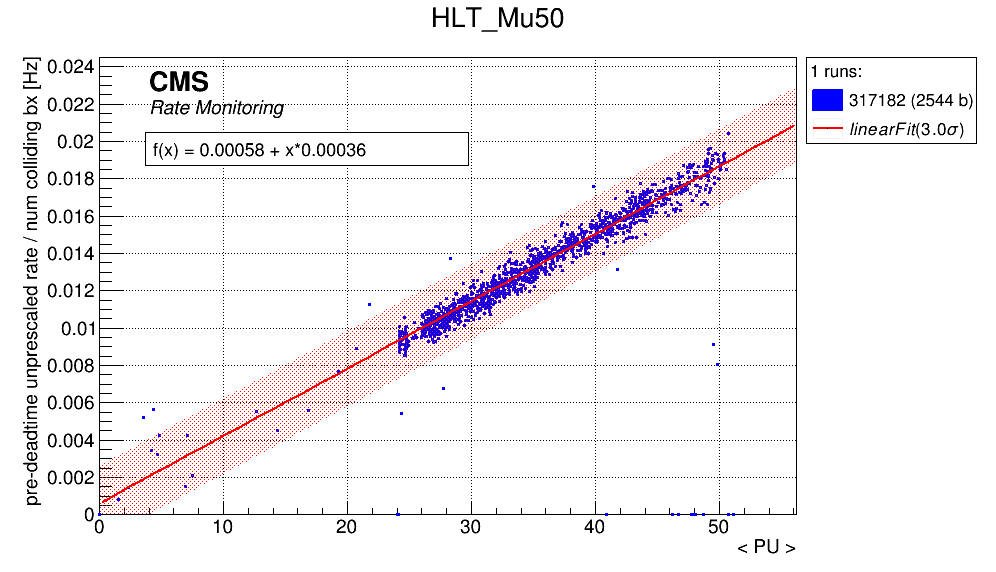 HLT_Mu50
pre-deadtime unprescaled rate / num colliding bx [Hz]
0.024
0.022
0.02
0.018
0.016
0.014
0.012
0.01
0.008
0.006
0.004
0.002
0
CMS
Rate Monitoring
f(x) = 0.00058 + x*0.00036
1 runs:
317182 (2544 b)
linearFit(3.0σ)
0 10 20 30 40 50
< PU >